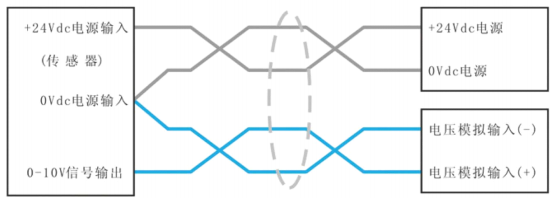 +24Vdc电源输入
(传 感 器)
0Vdc电源输入
0-10V信号输出
+24Vdc电源
0Vdc电源
电压模拟输入(-)
电压模拟输入(+)